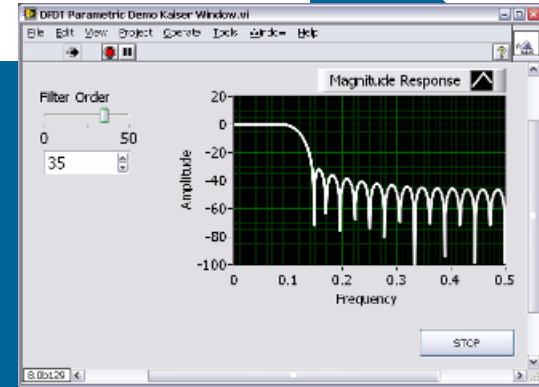 DFDT Parametric Demo Kaiser Window.vi
File Edit View Project Operate Tools Window Help
Magnitude Response
Filter Order
0 50
35
Amplitude
20
0
-20
-40
-60
-80
-100
0 0.1 0.2 0.3 0.4 0.5
Frequency
STOP
8.0b129